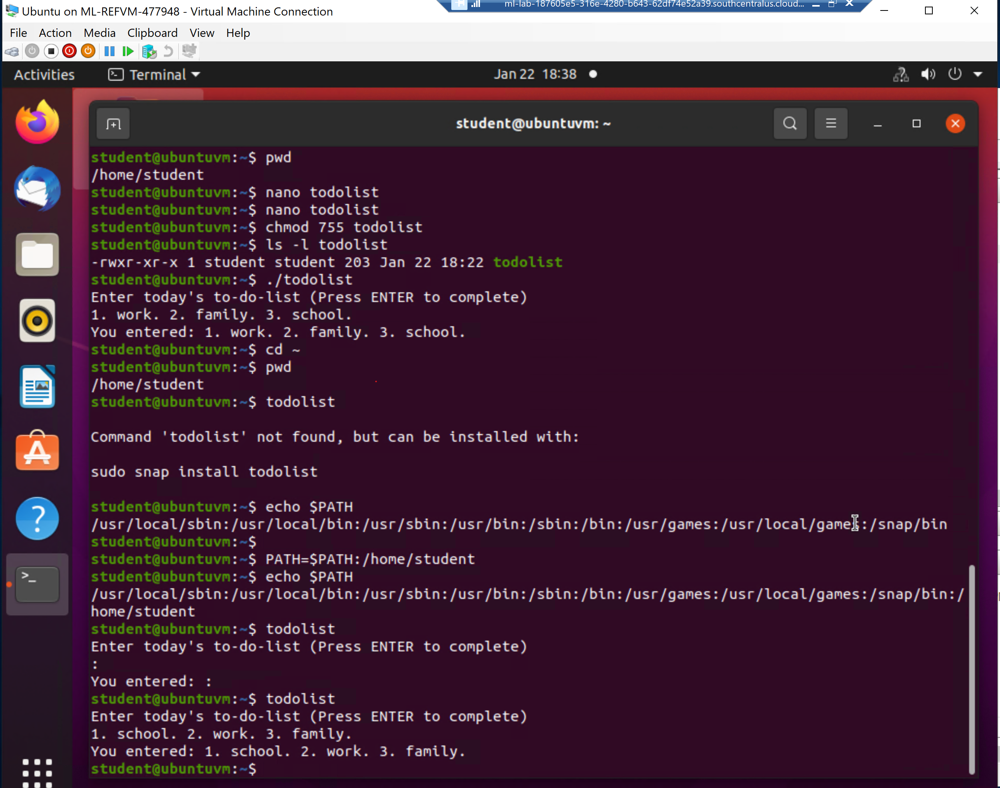 Ubuntu on ML-REFVM-477948 - Virtual Machine Connection
ml-lab-187605e5-316e-4280-b643-62df74e52a39.southcentralus.cloud...
File Action Media Clipboard View Help
Activities Terminal Jan 22 18:38
student@ubuntuvm: ~
student@ubuntuvm:~$ pwd
/home/student
student@ubuntuvm:~$ nano todolist
student@ubuntuvm:~$ nano todolist
student@ubuntuvm:~$ chmod 755 todolist
student@ubuntuvm:~$ ls -l todolist
-rwxr-xr-x 1 student student 203 Jan 22 18:22 todolist
student@ubuntuvm:~$ ./todolist
Enter today's to-do-list (Press ENTER to complete)
1. work. 2. family. 3. school.
You entered: 1. work. 2. family. 3. school.
student@ubuntuvm:~$ cd ~
student@ubuntuvm:~$ pwd
/home/student
student@ubuntuvm:~$ todolist
Command 'todolist' not found, but can be installed with:
sudo snap install todolist
student@ubuntuvm:~$ echo $PATH
/usr/local/sbin:/usr/local/bin:/usr/sbin:/usr/bin:/sbin:/bin:/usr/games:/usr/local/games:/snap/bin
student@ubuntuvm:~$
student@ubuntuvm:~$ PATH=$PATH:/home/student
student@ubuntuvm:~$ echo $PATH
/usr/local/sbin:/usr/local/bin:/usr/sbin:/usr/bin:/sbin:/bin:/usr/games:/usr/local/games:/snap/bin:/
home/student
student@ubuntuvm:~$ todolist
Enter today's to-do-list (Press ENTER to complete)
:
You entered: :
student@ubuntuvm:~$ todolist
Enter today's to-do-list (Press ENTER to complete)
1. school. 2. work. 3. family.
You entered: 1. school. 2. work. 3. family.
student@ubuntuvm:~$